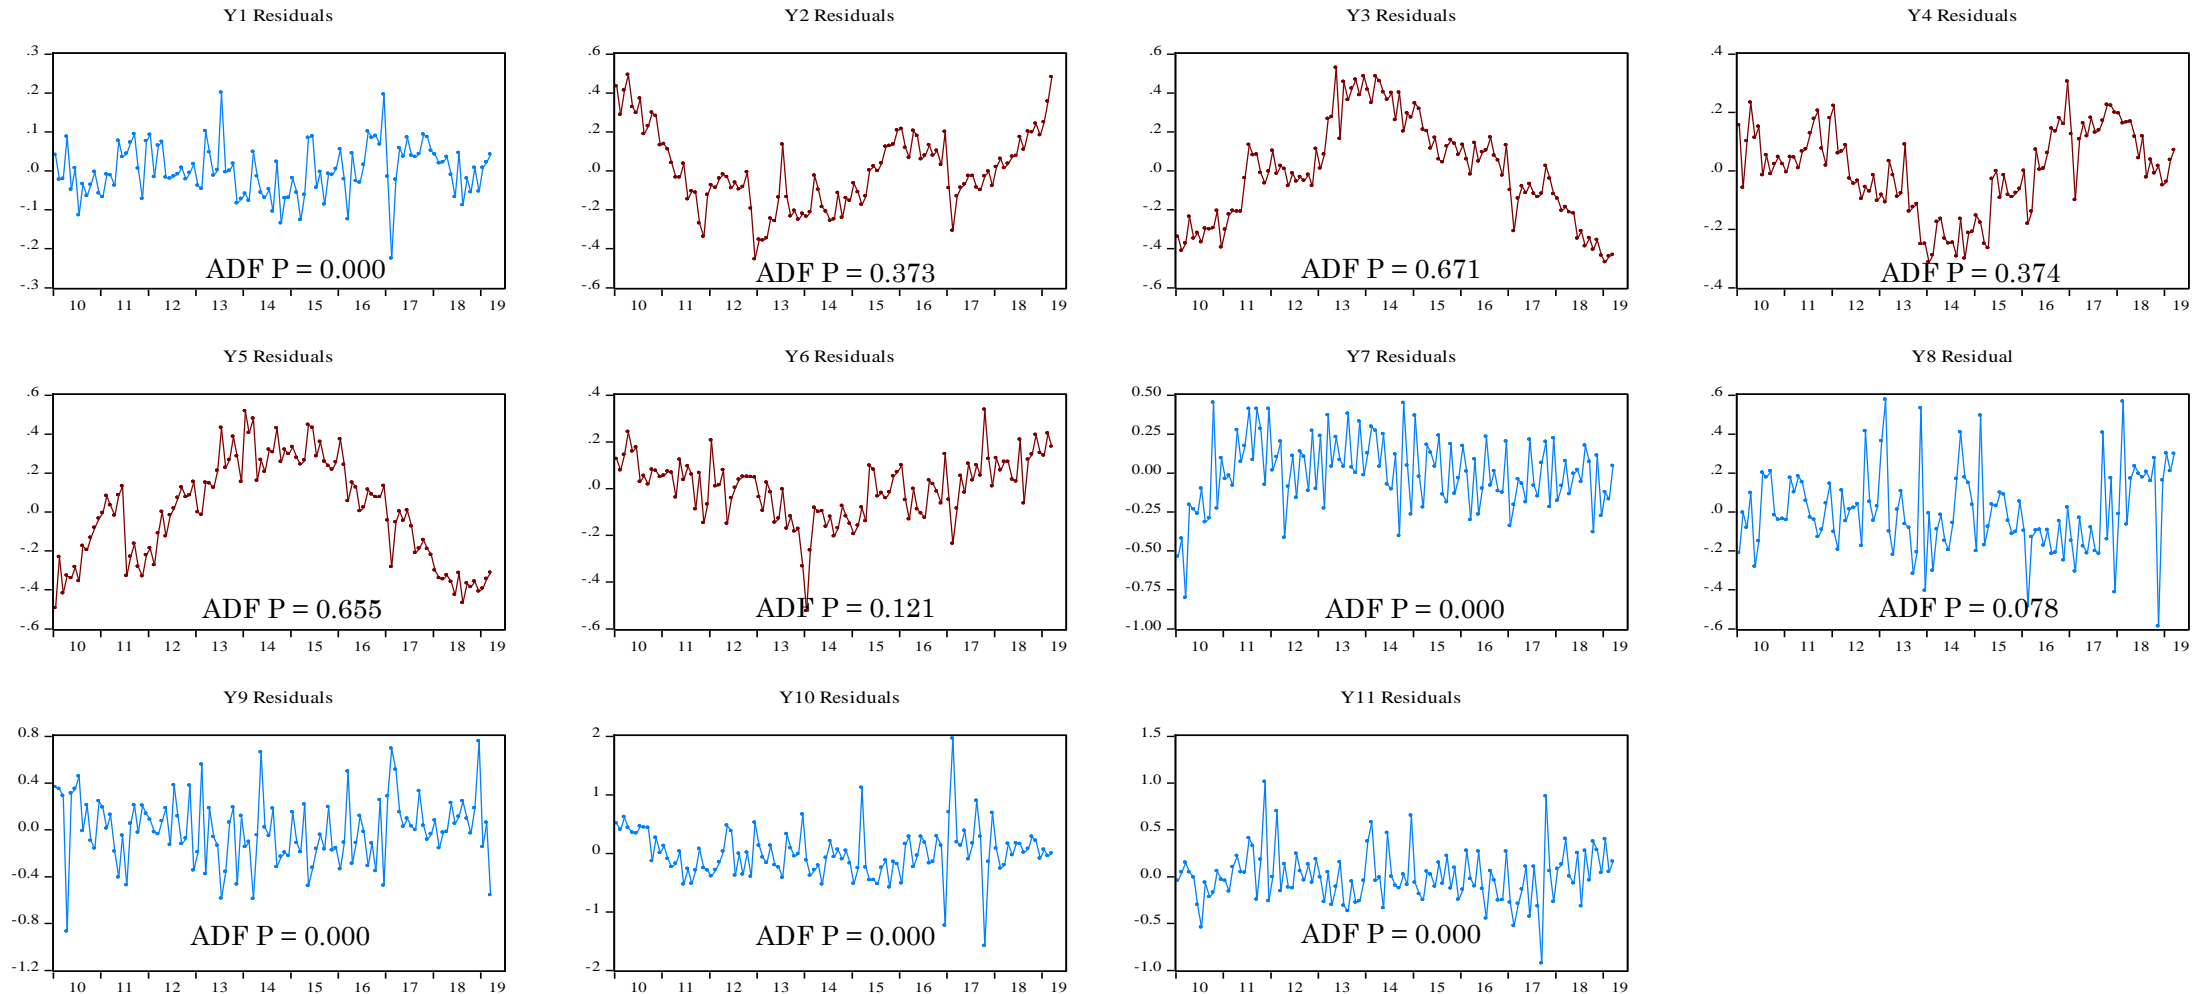 Y1 Residuals
.3
.2
.1
.0
-.1
-.2
-.3
ADF P = 0.000
10 11 12 13 14 15 16 17 18 19
Y2 Residuals
.6
.4
.2
.0
-.2
-.4
-.6
ADF P = 0.373
10 11 12 13 14 15 16 17 18 19
Y3 Residuals
.6
.4
.2
.0
-.2
-.4
-.6
ADF P = 0.671
10 11 12 13 14 15 16 17 18 19
Y4 Residuals
.4
.2
.0
-.2
-.4
ADF P = 0.374
10 11 12 13 14 15 16 17 18 19
Y5 Residuals
.6
.4
.2
.0
-.2
-.4
-.6
ADF P = 0.655
10 11 12 13 14 15 16 17 18 19
Y6 Residuals
.4
.2
.0
-.2
-.4
-.6
ADF P = 0.121
10 11 12 13 14 15 16 17 18 19
Y7 Residuals
0.50
0.25
0.00
-0.25
-0.50
-0.75
-1.00
ADF P = 0.000
10 11 12 13 14 15 16 17 18 19
Y8 Residual
.6
.4
.2
.0
-.2
-.4
-.6
ADF P = 0.078
10 11 12 13 14 15 16 17 18 19
Y9 Residuals
0.8
0.4
0.0
-0.4
-0.8
-1.2
ADF P = 0.000
10 11 12 13 14 15 16 17 18 19
Y10 Residuals
2
1
0
-1
-2
ADF P = 0.000
10 11 12 13 14 15 16 17 18 19
Y11 Residuals
1.5
1.0
0.5
0.0
-0.5
-1.0
ADF P = 0.000
10 11 12 13 14 15 16 17 18 19